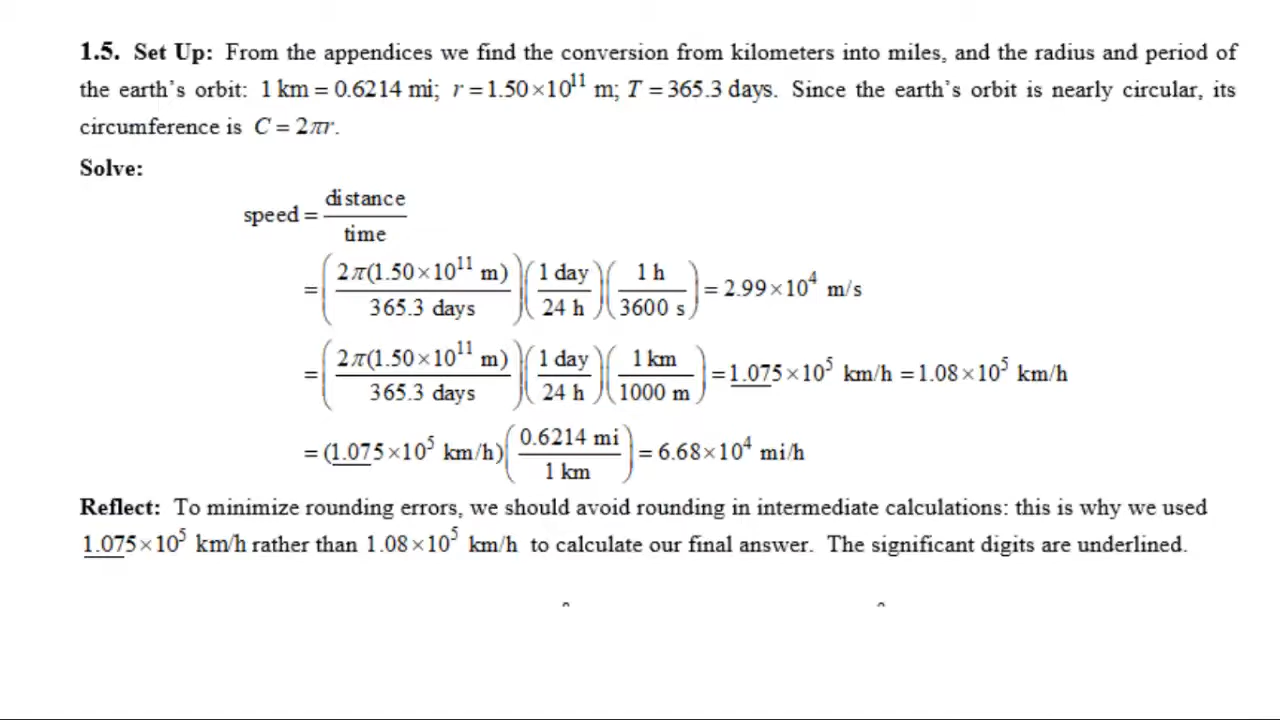 1.5. Set Up: From the appendices we find the conversion from kilometers into miles, and the radius and period of
the earth's orbit: 1 km = 0.6214 mi; r = 1.50×10¹¹ m; T = 365.3 days. Since the earth's orbit is nearly circular, its
circumference is C = 2πr.
Solve:
speed = distance / time
= (2π(1.50×10¹¹ m) / 365.3 days)(1 day / 24 h)(1 h / 3600 s) = 2.99×10⁴ m/s
= (2π(1.50×10¹¹ m) / 365.3 days)(1 day / 24 h)(1 km / 1000 m) = 1.075×10⁵ km/h = 1.08×10⁵ km/h
= (1.075×10⁵ km/h)(0.6214 mi / 1 km) = 6.68×10⁴ mi/h
Reflect: To minimize rounding errors, we should avoid rounding in intermediate calculations: this is why we used
1.075×10⁵ km/h rather than 1.08×10⁵ km/h to calculate our final answer. The significant digits are underlined.